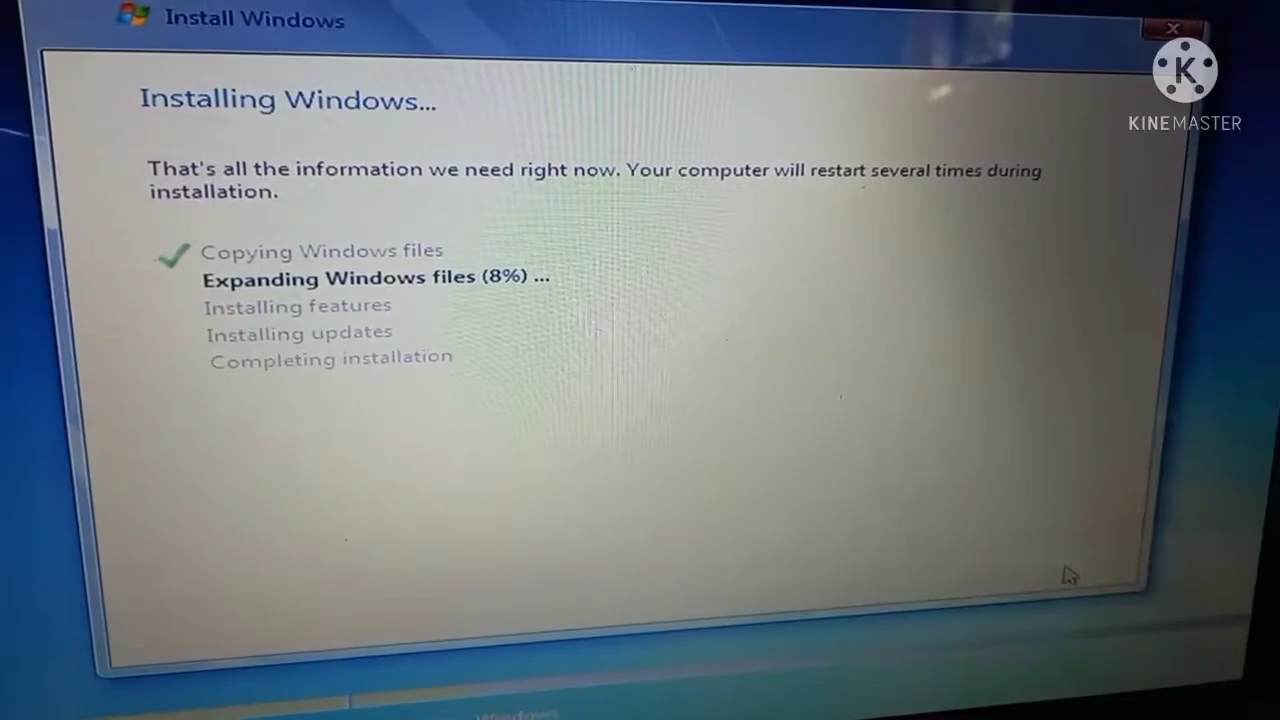 Install Windows
K
KINEMASTER
Installing Windows...
That's all the information we need right now. Your computer will restart several times during
installation.
Copying Windows files
Expanding Windows files (8%) ...
Installing features
Installing updates
Completing installation